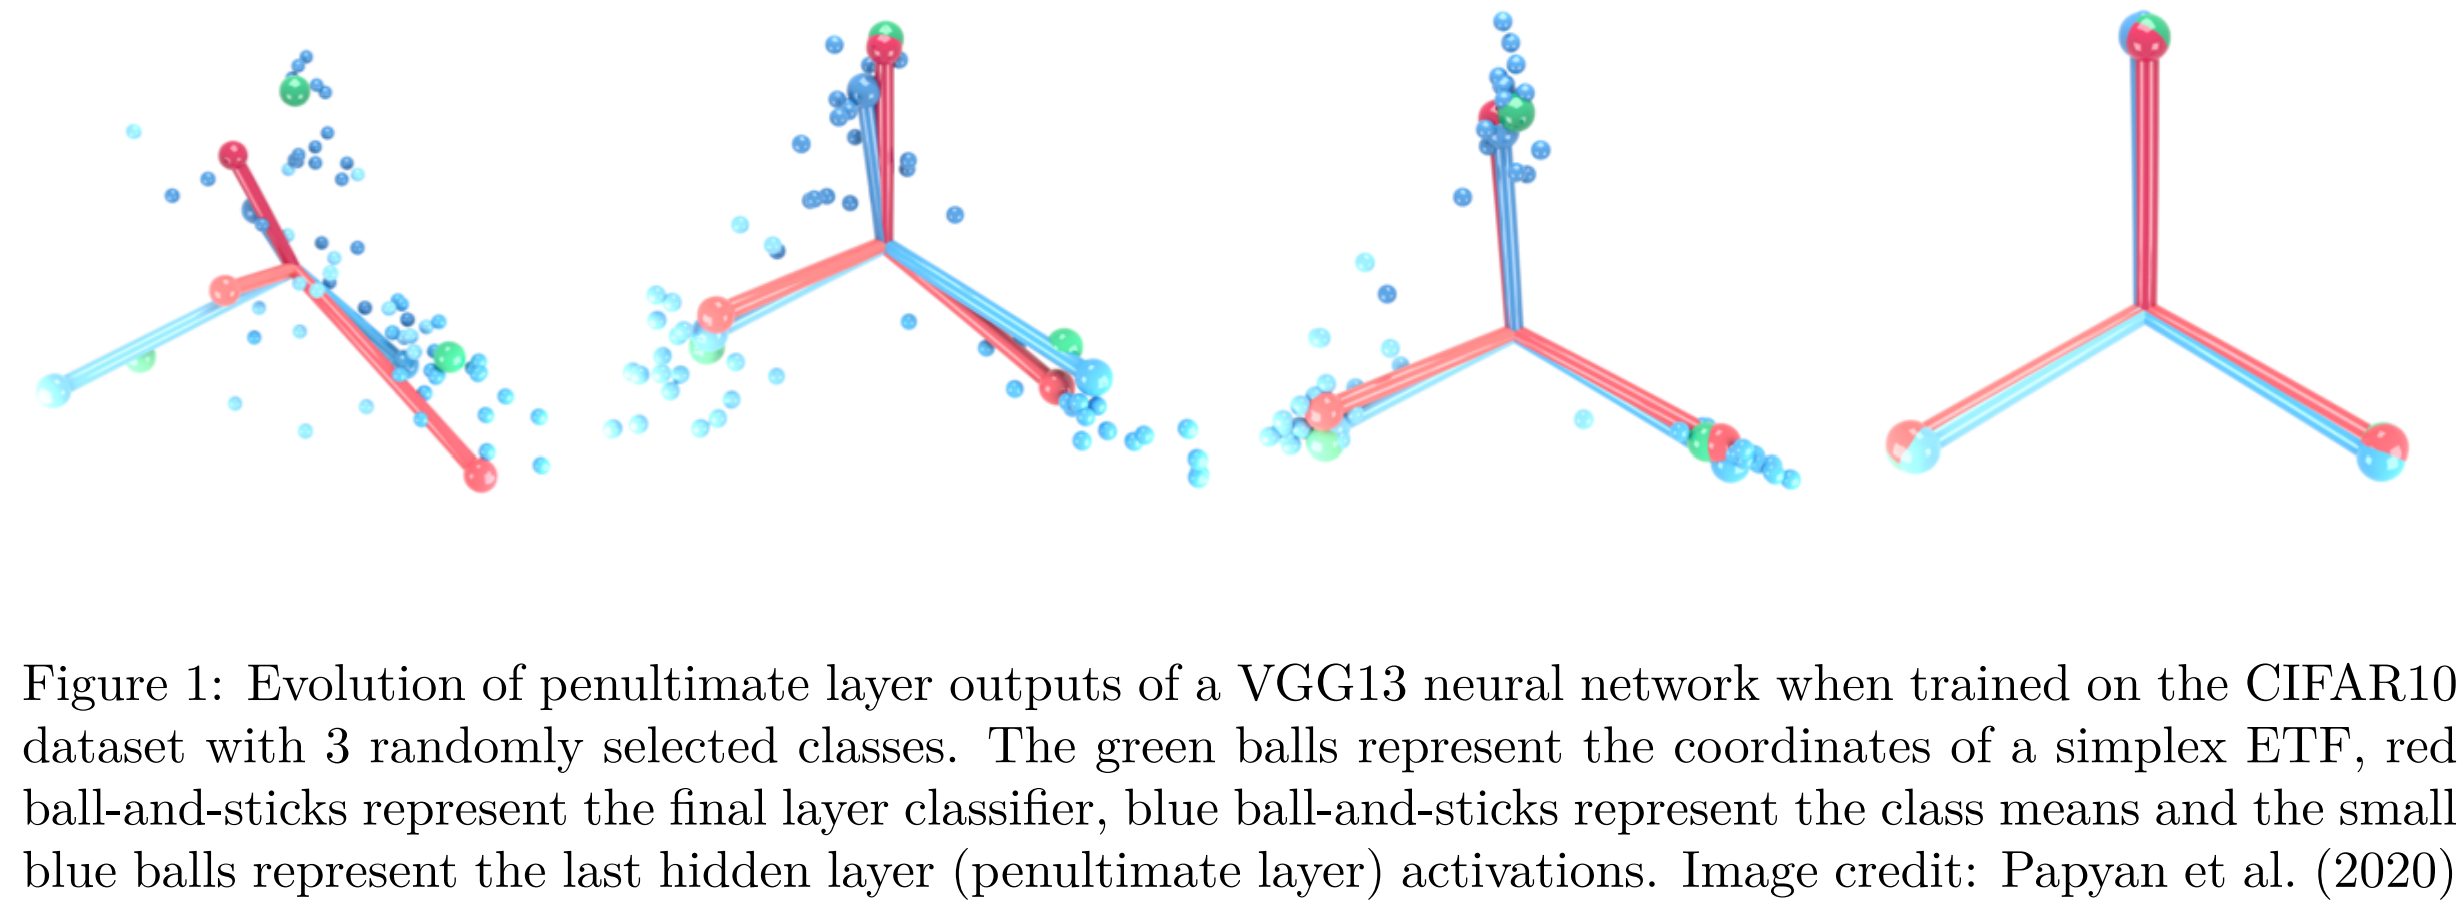 Figure 1: Evolution of penultimate layer outputs of a VGG13 neural network when trained on the CIFAR10
dataset with 3 randomly selected classes. The green balls represent the coordinates of a simplex ETF, red
ball-and-sticks represent the final layer classifier, blue ball-and-sticks represent the class means and the small
blue balls represent the last hidden layer (penultimate layer) activations. Image credit: Papyan et al. (2020)